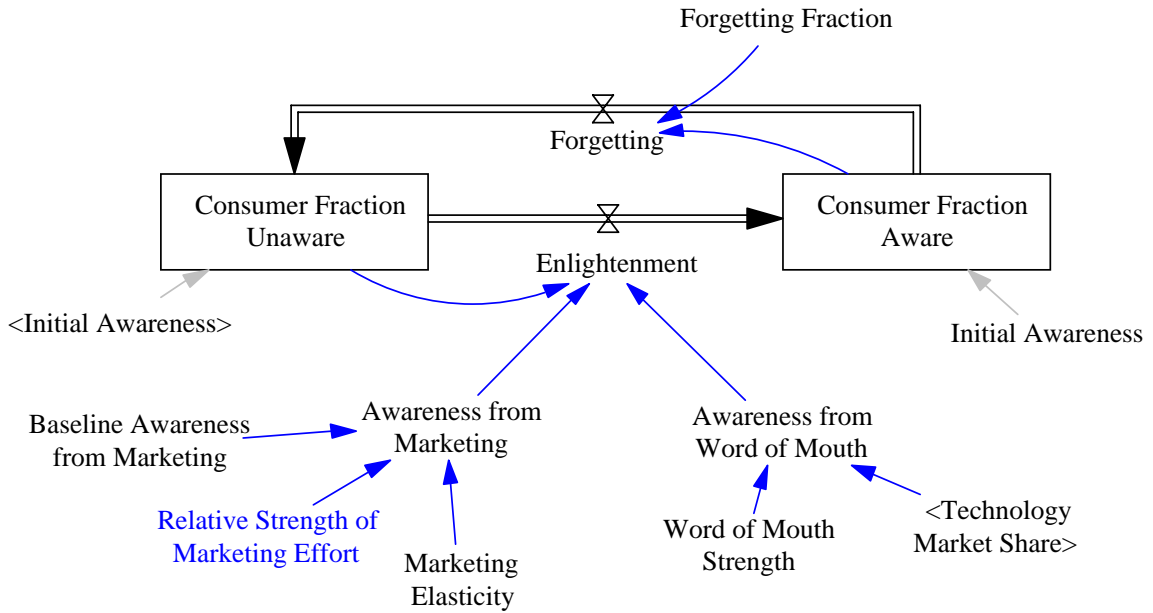 Forgetting Fraction
Forgetting
Consumer Fraction
Unaware
Consumer Fraction
Aware
Enlightenment
<Initial Awareness>
Initial Awareness
Baseline Awareness
from Marketing
Awareness from
Marketing
Awareness from
Word of Mouth
Relative Strength of
Marketing Effort
Marketing
Elasticity
Word of Mouth
Strength
<Technology
Market Share>